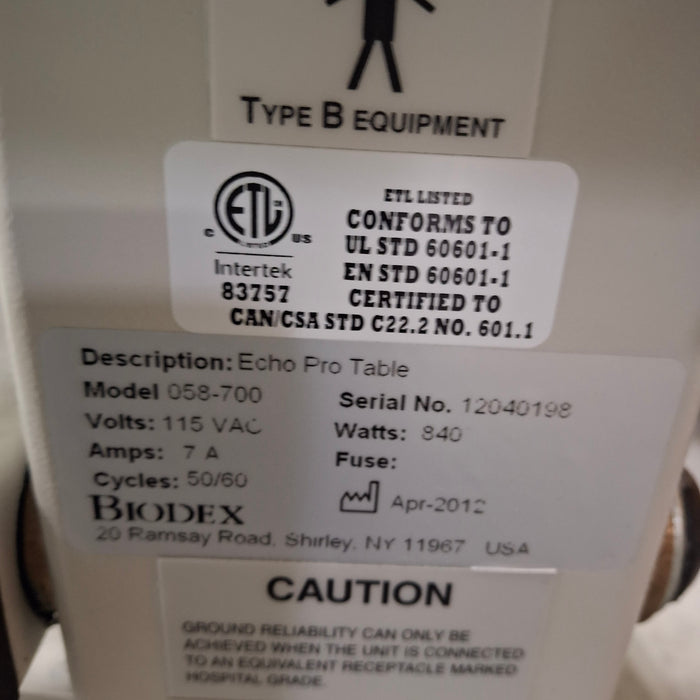 TYPE B EQUIPMENT
ETL
LISTED
C US
Intertek
83757
ETL LISTED
CONFORMS TO
UL STD 60601-1
EN STD 60601-1
CERTIFIED TO
CAN/CSA STD C22.2 NO. 601.1
Description: Echo Pro Table
Model 058-700
Serial No. 12040198
Volts: 115 VAC
Watts: 840
Amps: 7 A
Fuse:
Cycles: 50/60
Apr-2012
BIODEX
20 Ramsay Road, Shirley, NY 11967 USA
CAUTION
GROUND RELIABILITY CAN ONLY BE
ACHIEVED WHEN THE UNIT IS CONNECTED
TO AN EQUIVALENT RECEPTACLE MARKED
HOSPITAL GRADE.